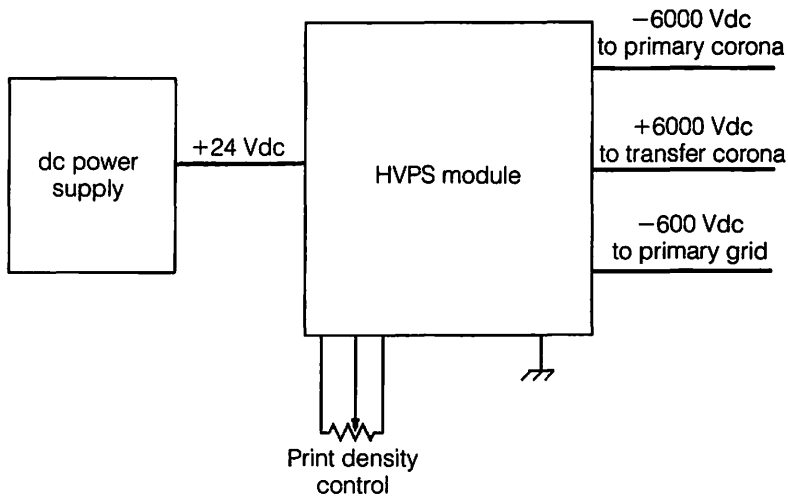 −6000 Vdc
to primary corona
dc power
supply
+24 Vdc
HVPS module
+6000 Vdc
to transfer corona
−600 Vdc
to primary grid
Print density
control